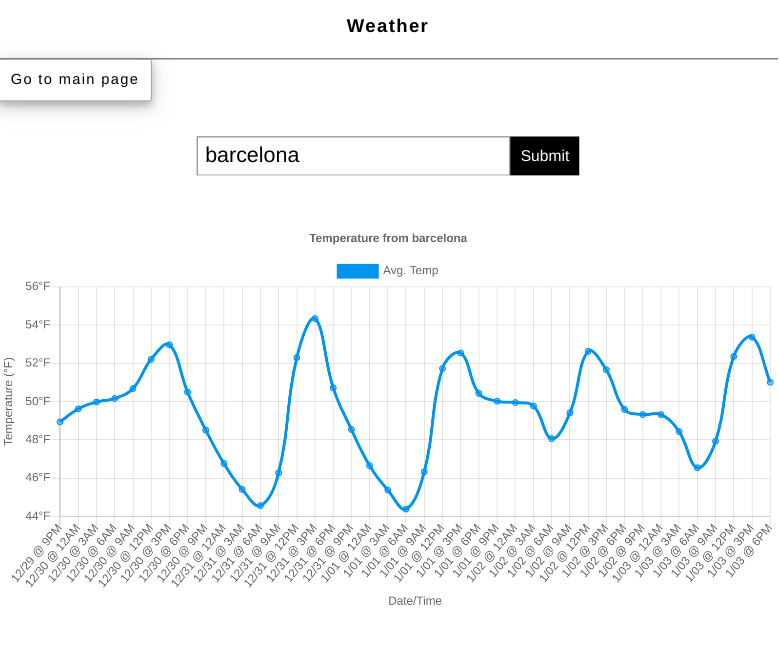 Weather
Go to main page
barcelona
Submit
Temperature from barcelona
Avg. Temp
56°F
54°F
52°F
50°F
48°F
46°F
44°F
Temperature (°F)
12/29 @ 9PM
12/30 @ 12AM
12/30 @ 3AM
12/30 @ 6AM
12/30 @ 9AM
12/30 @ 12PM
12/30 @ 3PM
12/30 @ 6PM
12/30 @ 9PM
12/31 @ 12AM
12/31 @ 3AM
12/31 @ 6AM
12/31 @ 9AM
12/31 @ 12PM
12/31 @ 3PM
12/31 @ 6PM
12/31 @ 9PM
1/01 @ 12AM
1/01 @ 3AM
1/01 @ 6AM
1/01 @ 9AM
1/01 @ 12PM
1/01 @ 3PM
1/01 @ 6PM
1/01 @ 9PM
1/02 @ 12AM
1/02 @ 3AM
1/02 @ 6AM
1/02 @ 9AM
1/02 @ 12PM
1/02 @ 3PM
1/02 @ 6PM
1/02 @ 9PM
1/03 @ 12AM
1/03 @ 3AM
1/03 @ 6AM
1/03 @ 9AM
1/03 @ 12PM
1/03 @ 3PM
1/03 @ 6PM
Date/Time